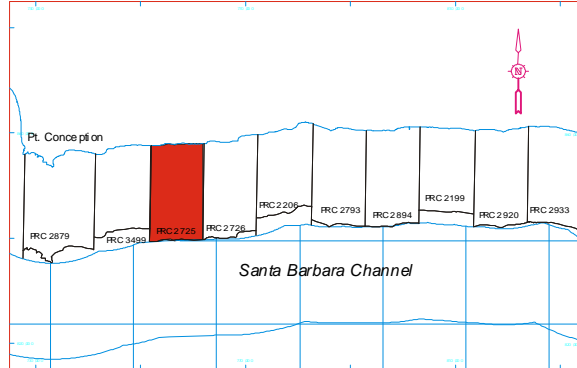 Pt. Conception
PRC 2879
PRC 3499
PRC 2725
PRC 2726
PRC 2206
PRC 2793
PRC 2894
PRC 2199
PRC 2920
PRC 2933
N
Santa Barbara Channel